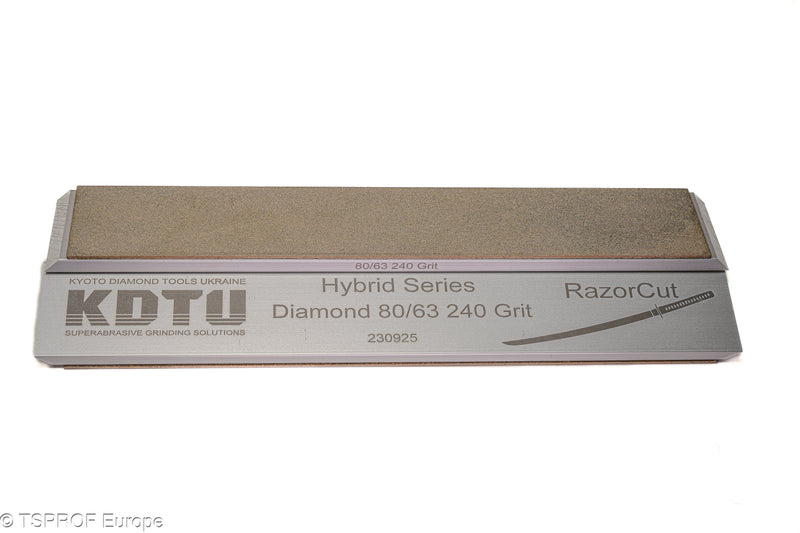 80/63 240 Grit
KYOTO DIAMOND TOOLS UKRAINE
KDTU
SUPERABRASIVE GRINDING SOLUTIONS
Hybrid Series
Diamond 80/63 240 Grit
230925
RazorCut
© TSPROF Europe